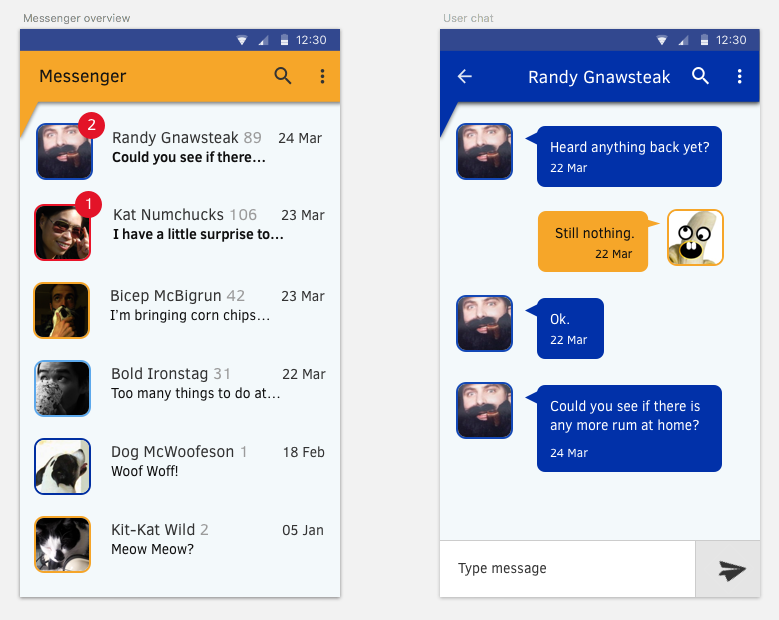 Messenger overview
12:30
Messenger
2
Randy Gnawsteak 89 24 Mar
Could you see if there...
1
Kat Numchucks 106 23 Mar
I have a little surprise to...
Bicep McBigrun 42 23 Mar
I'm bringing corn chips...
Bold Ironstag 31 22 Mar
Too many things to do at...
Dog McWoofeson 1 18 Feb
Woof Woff!
Kit-Kat Wild 2 05 Jan
Meow Meow?
User chat
12:30
Randy Gnawsteak
Heard anything back yet?
22 Mar
Still nothing.
22 Mar
Ok.
22 Mar
Could you see if there is
any more rum at home?
24 Mar
Type message